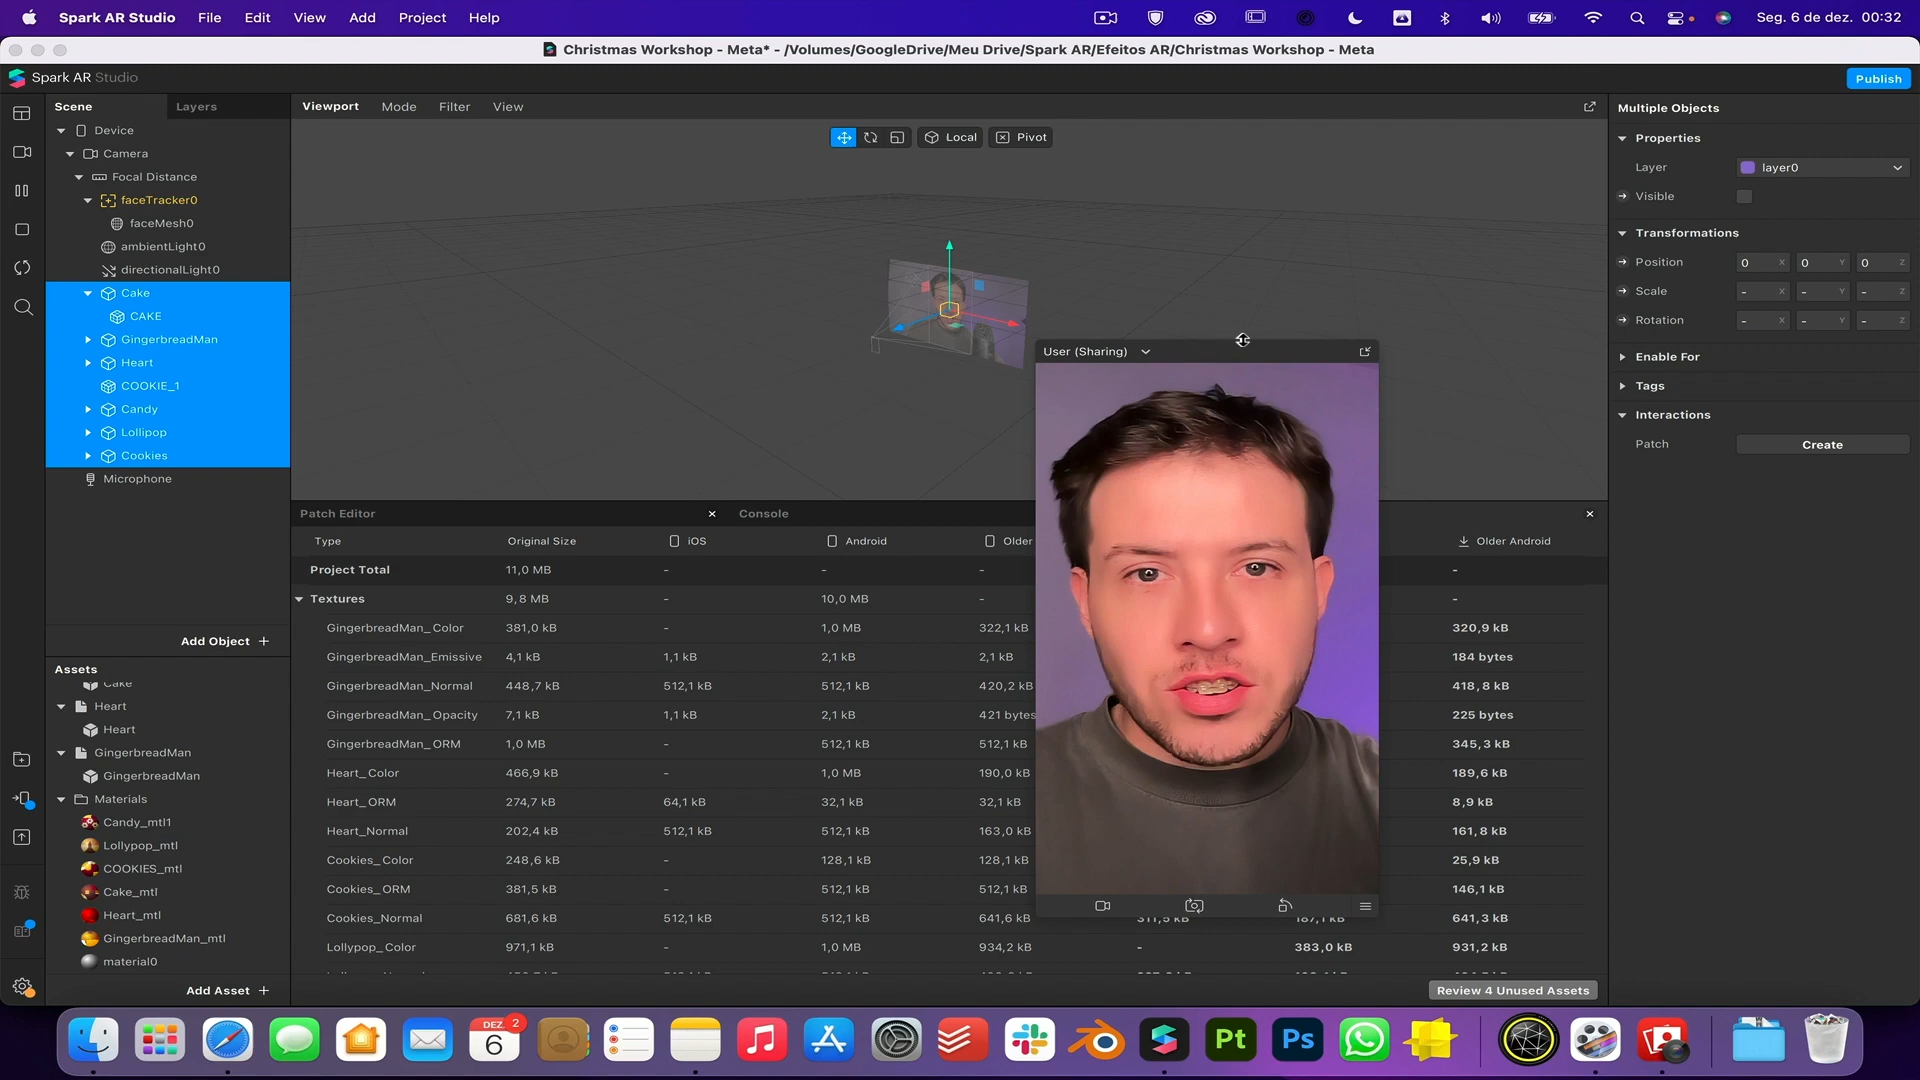 Spark AR Studio File Edit View Add Project Help Seg. 6 de dez. 00:32
Christmas Workshop - Meta* - /Volumes/GoogleDrive/Meu Drive/Spark AR/Efeitos AR/Christmas Workshop - Meta
Spark AR Studio Publish
Scene Layers
Device
Camera
Focal Distance
faceTracker0
faceMesh0
ambientLight0
directionalLight0
Cake
CAKE
GingerbreadMan
Heart
COOKIE_1
Candy
Lollipop
Cookies
Microphone
Add Object +
Assets
Cake
Heart
Heart
GingerbreadMan
GingerbreadMan
Materials
Candy_mtl1
Lollypop_mtl
COOKIES_mtl
Cake_mtl
Heart_mtl
GingerbreadMan_mtl
material0
Add Asset +
Viewport Mode Filter View
Local Pivot
User (Sharing)
Patch Editor Console
Type Original Size iOS Android Older Older Android
Project Total 11,0 MB - - - -
Textures 9,8 MB - 10,0 MB - -
GingerbreadMan_Color 381,0 kB - 1,0 MB 322,1 kB 320,9 kB
GingerbreadMan_Emissive 4,1 kB 1,1 kB 2,1 kB 2,1 kB 184 bytes
GingerbreadMan_Normal 448,7 kB 512,1 kB 512,1 kB 420,2 kB 418,8 kB
GingerbreadMan_Opacity 7,1 kB 1,1 kB 2,1 kB 421 bytes 225 bytes
GingerbreadMan_ORM 1,0 MB - 512,1 kB 512,1 kB 345,3 kB
Heart_Color 466,9 kB - 1,0 MB 190,0 kB 189,6 kB
Heart_ORM 274,7 kB 64,1 kB 32,1 kB 32,1 kB 8,9 kB
Heart_Normal 202,4 kB 512,1 kB 512,1 kB 163,0 kB 161,8 kB
Cookies_Color 248,6 kB - 128,1 kB 128,1 kB 25,9 kB
Cookies_ORM 381,5 kB - 512,1 kB 512,1 kB 146,1 kB
Cookies_Normal 681,6 kB 512,1 kB 512,1 kB 641,6 kB 311,5 kB 187,1 kB 641,3 kB
Lollypop_Color 971,1 kB - 1,0 MB 934,2 kB - 383,0 kB 931,2 kB
Review 4 Unused Assets
Multiple Objects
Properties
Layer layer0
Visible
Transformations
Position 0 X 0 Y 0 Z
Scale - X - Y - Z
Rotation - X - Y - Z
Enable For
Tags
Interactions
Patch Create
DEZ. 2
6
Pt
Ps